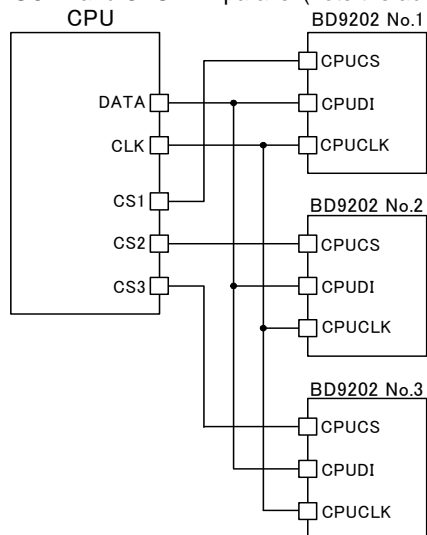 CPU
DATA
CLK
CS1
CS2
CS3
BD9202 No.1
CPUCS
CPUDI
CPUCLK
BD9202 No.2
CPUCS
CPUDI
CPUCLK
BD9202 No.3
CPUCS
CPUDI
CPUCLK